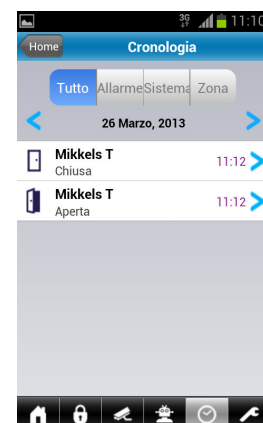 3G 11:10
Home Cronologia
Tutto Allarme Sistema Zona
26 Marzo, 2013
Mikkels T
Chiusa 11:12
Mikkels T
Aperta 11:12